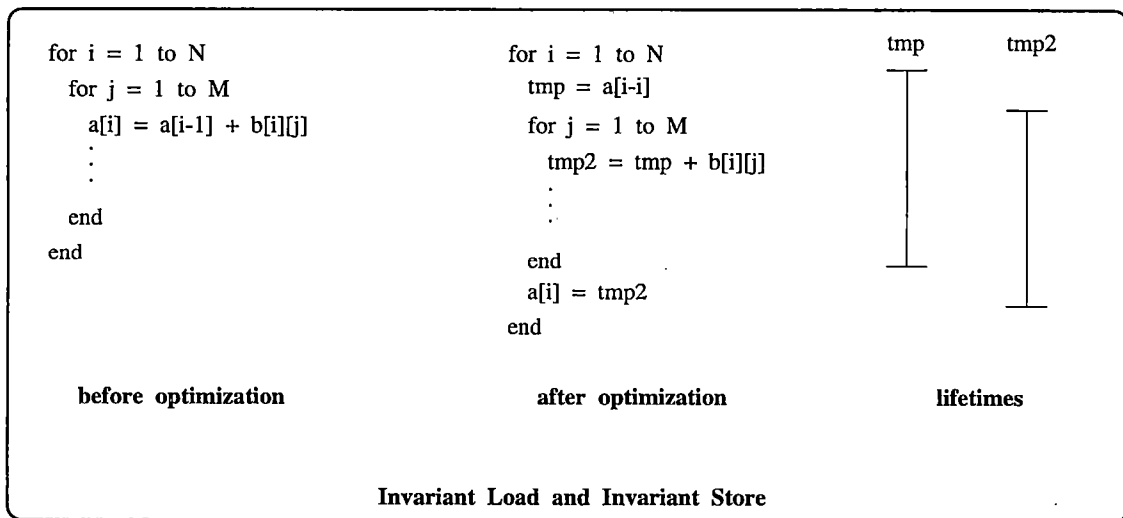 for i = 1 to N
for j = 1 to M
a[i] = a[i-1] + b[i][j]
.
.
.
end
end
before optimization
for i = 1 to N
tmp = a[i-i]
for j = 1 to M
tmp2 = tmp + b[i][j]
.
.
.
end
a[i] = tmp2
end
after optimization
tmp tmp2
lifetimes
Invariant Load and Invariant Store